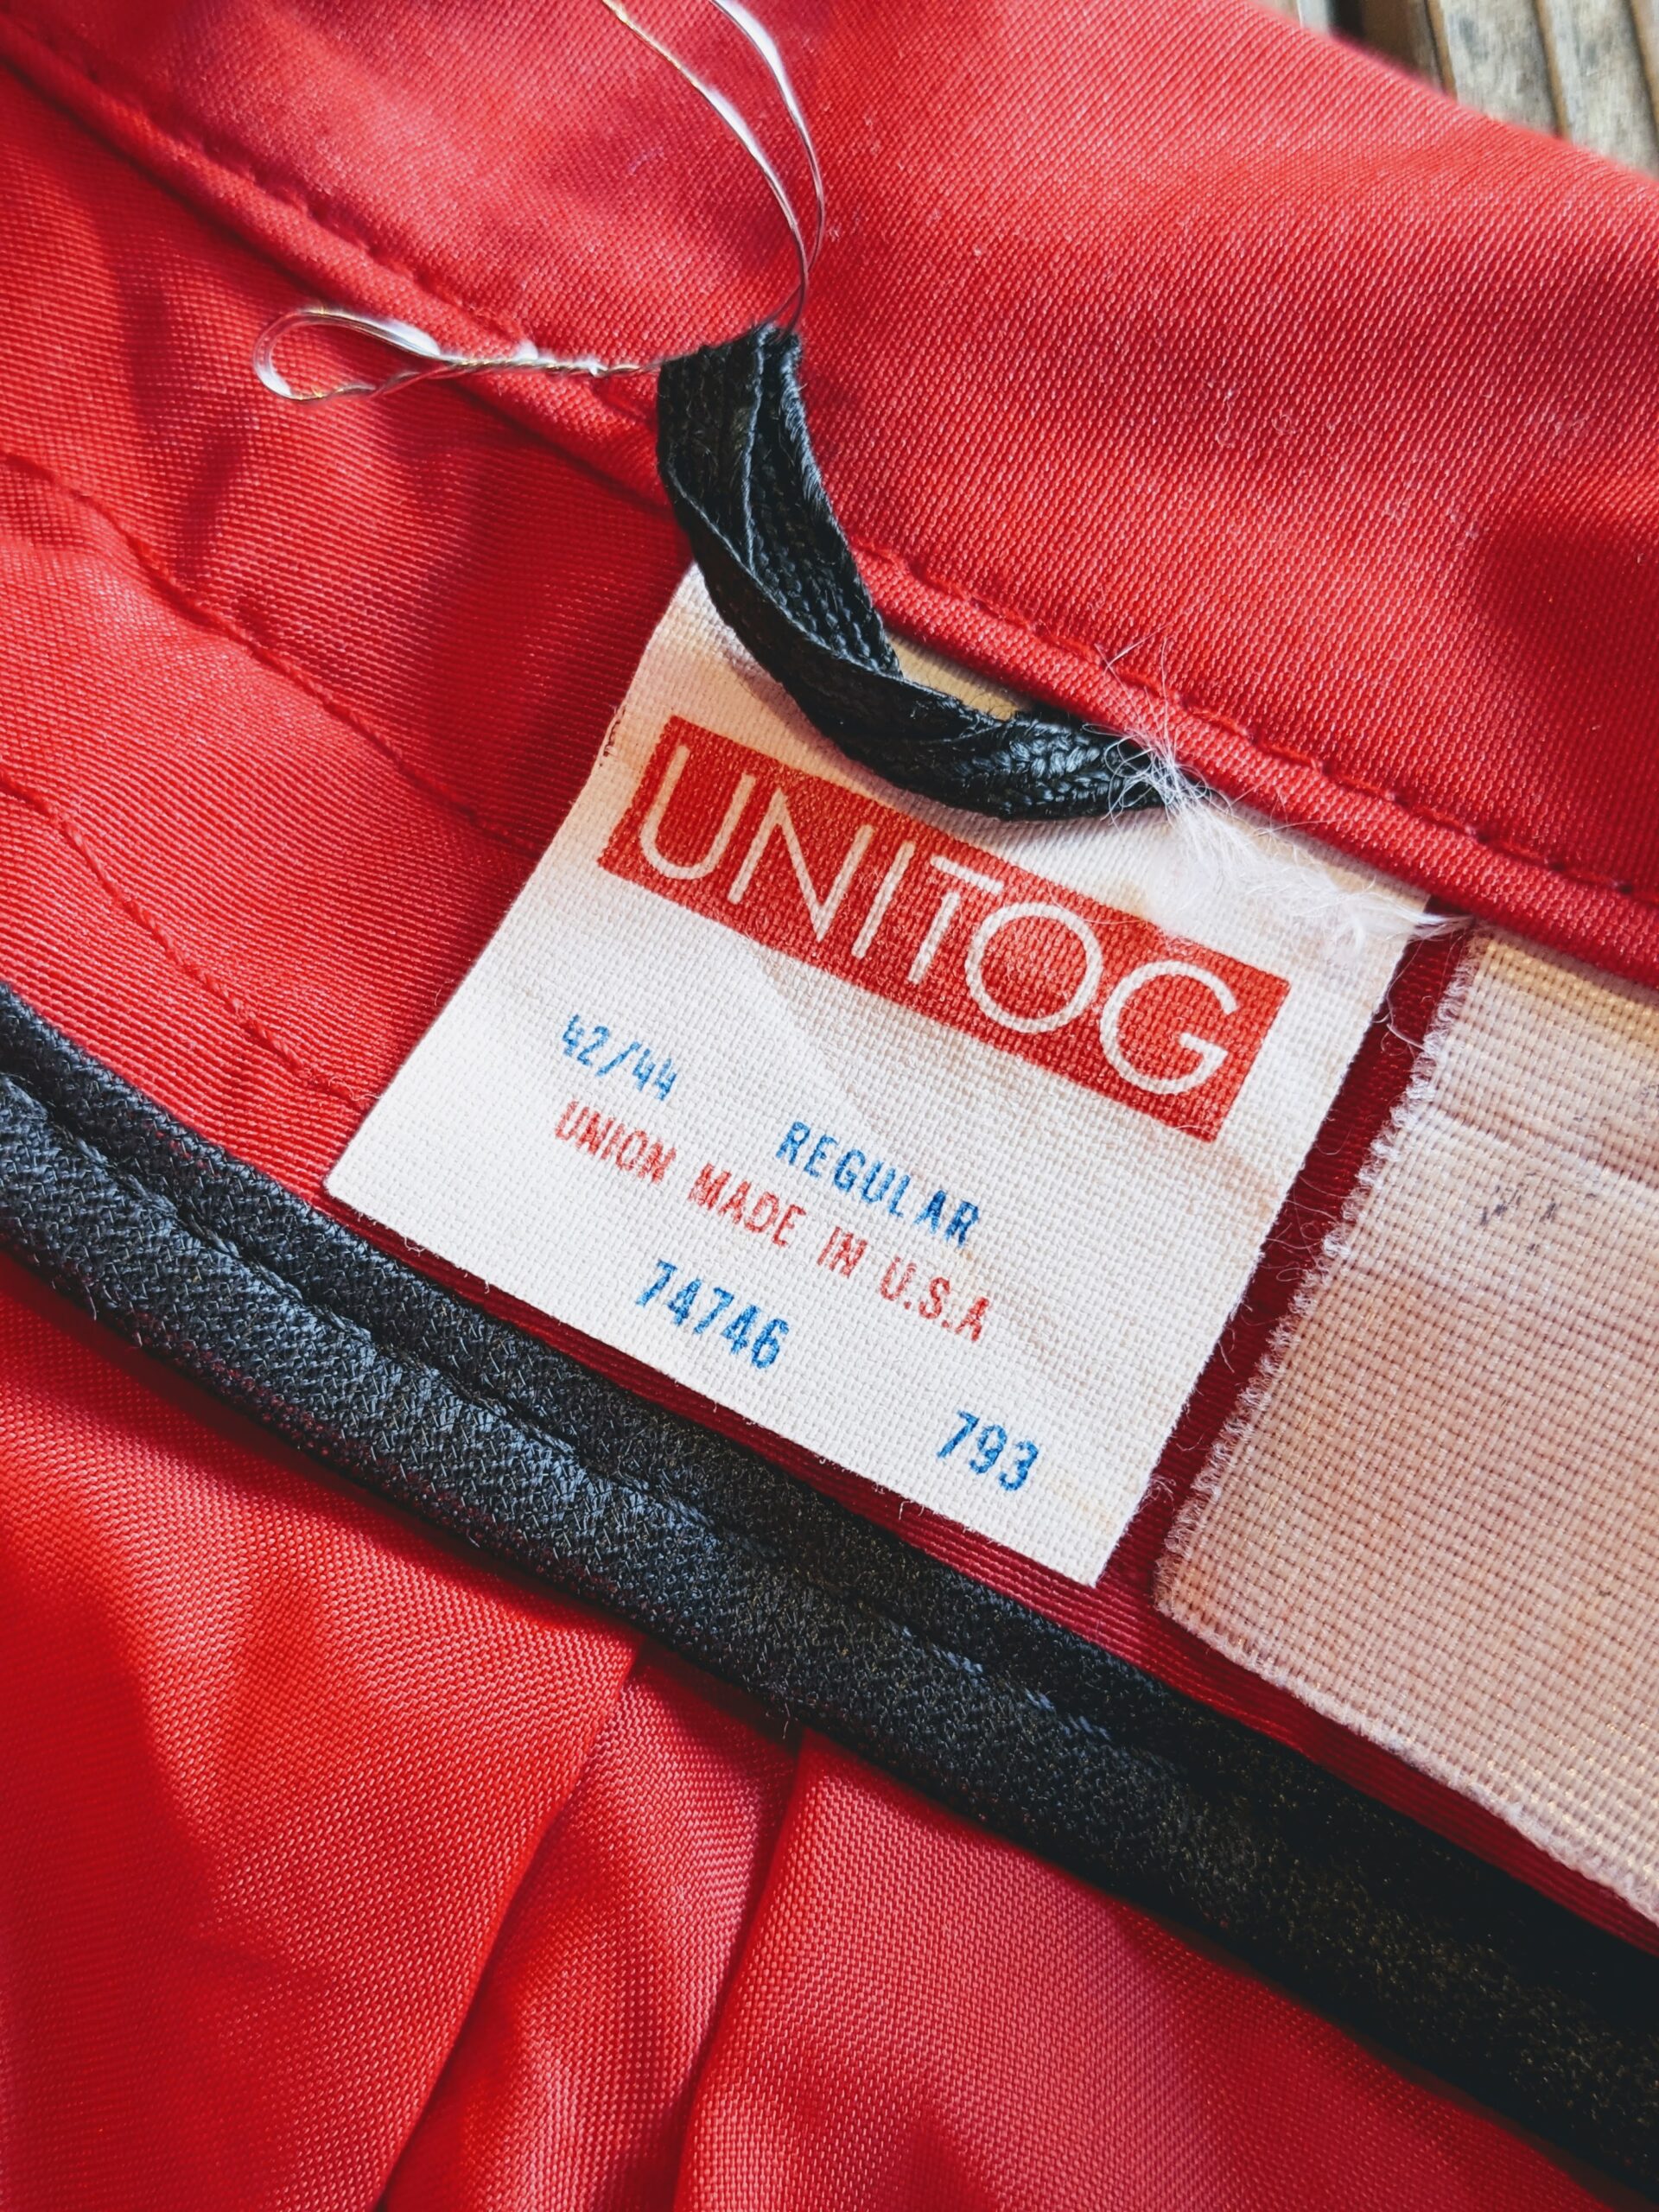 UNITOG
42/44 REGULAR
UNION MADE IN U.S.A
74746
793